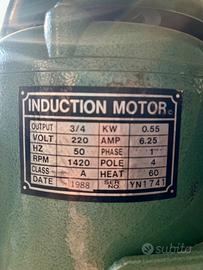 INDUCTION MOTOR
OUTPUT 3/4 KW 0.55
VOLT 220 AMP 6.25
HZ 50 PHASE 1
RPM 1420 POLE 4
CLASS A HEAT 60
DATE 1988 SER NO. YN1741
subito